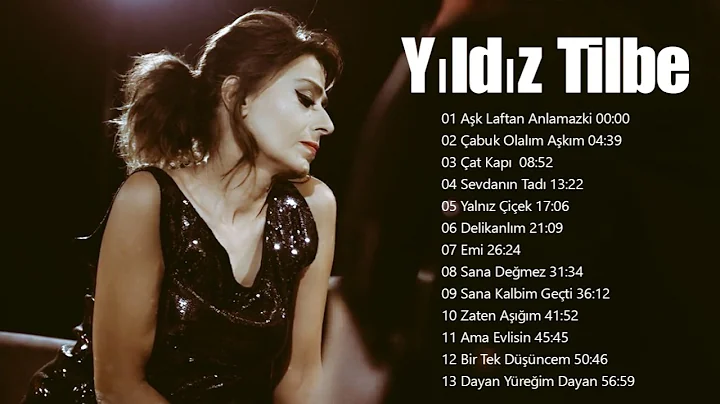 Yıldız Tilbe
01 Aşk Laftan Anlamazki 00:00
02 Çabuk Olalım Aşkım 04:39
03 Çat Kapı 08:52
04 Sevdanın Tadı 13:22
05 Yalnız Çiçek 17:06
06 Delikanlım 21:09
07 Emi 26:24
08 Sana Değmez 31:34
09 Sana Kalbim Geçti 36:12
10 Zaten Aşığım 41:52
11 Ama Evlisin 45:45
12 Bir Tek Düşüncem 50:46
13 Dayan Yüreğim Dayan 56:59